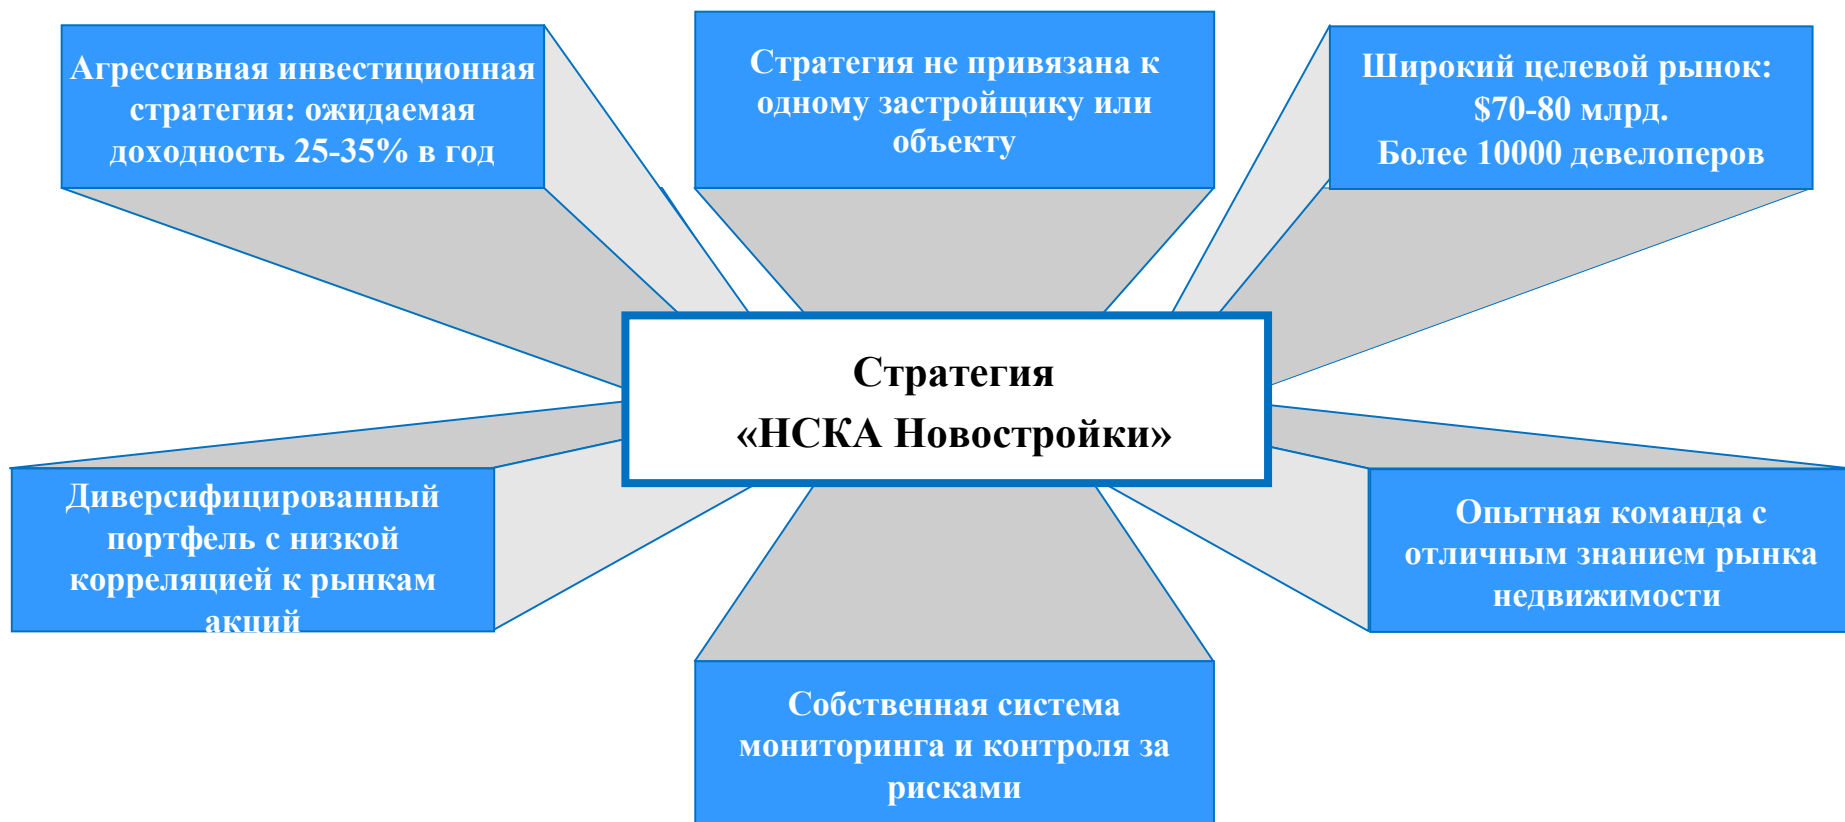 Агрессивная инвестиционная
стратегия: ожидаемая
доходность 25-35% в год
Стратегия не привязана к
одному застройщику или
объекту
Широкий целевой рынок:
$70-80 млрд.
Более 10000 девелоперов
Стратегия
«НСКА Новостройки»
Диверсифицированный
портфель с низкой
корреляцией к рынкам
акций
Опытная команда с
отличным знанием рынка
недвижимости
Собственная система
мониторинга и контроля за
рисками